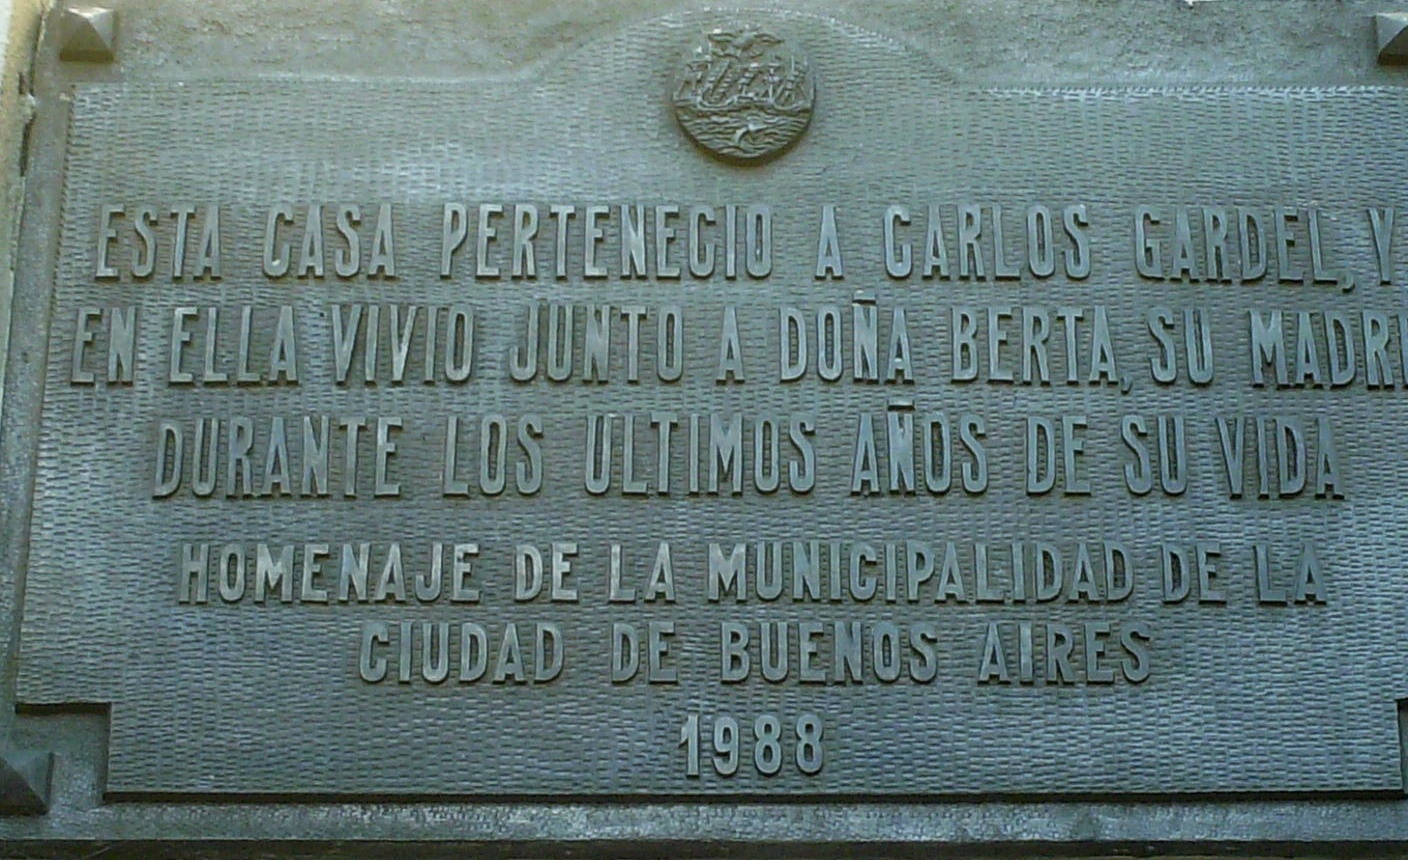 ESTA CASA PERTENECIO A CARLOS GARDEL, Y
EN ELLA VIVIO JUNTO A DOÑA BERTA, SU MADR
DURANTE LOS ULTIMOS AÑOS DE SU VIDA
HOMENAJE DE LA MUNICIPALIDAD DE LA
CIUDAD DE BUENOS AIRES
1988